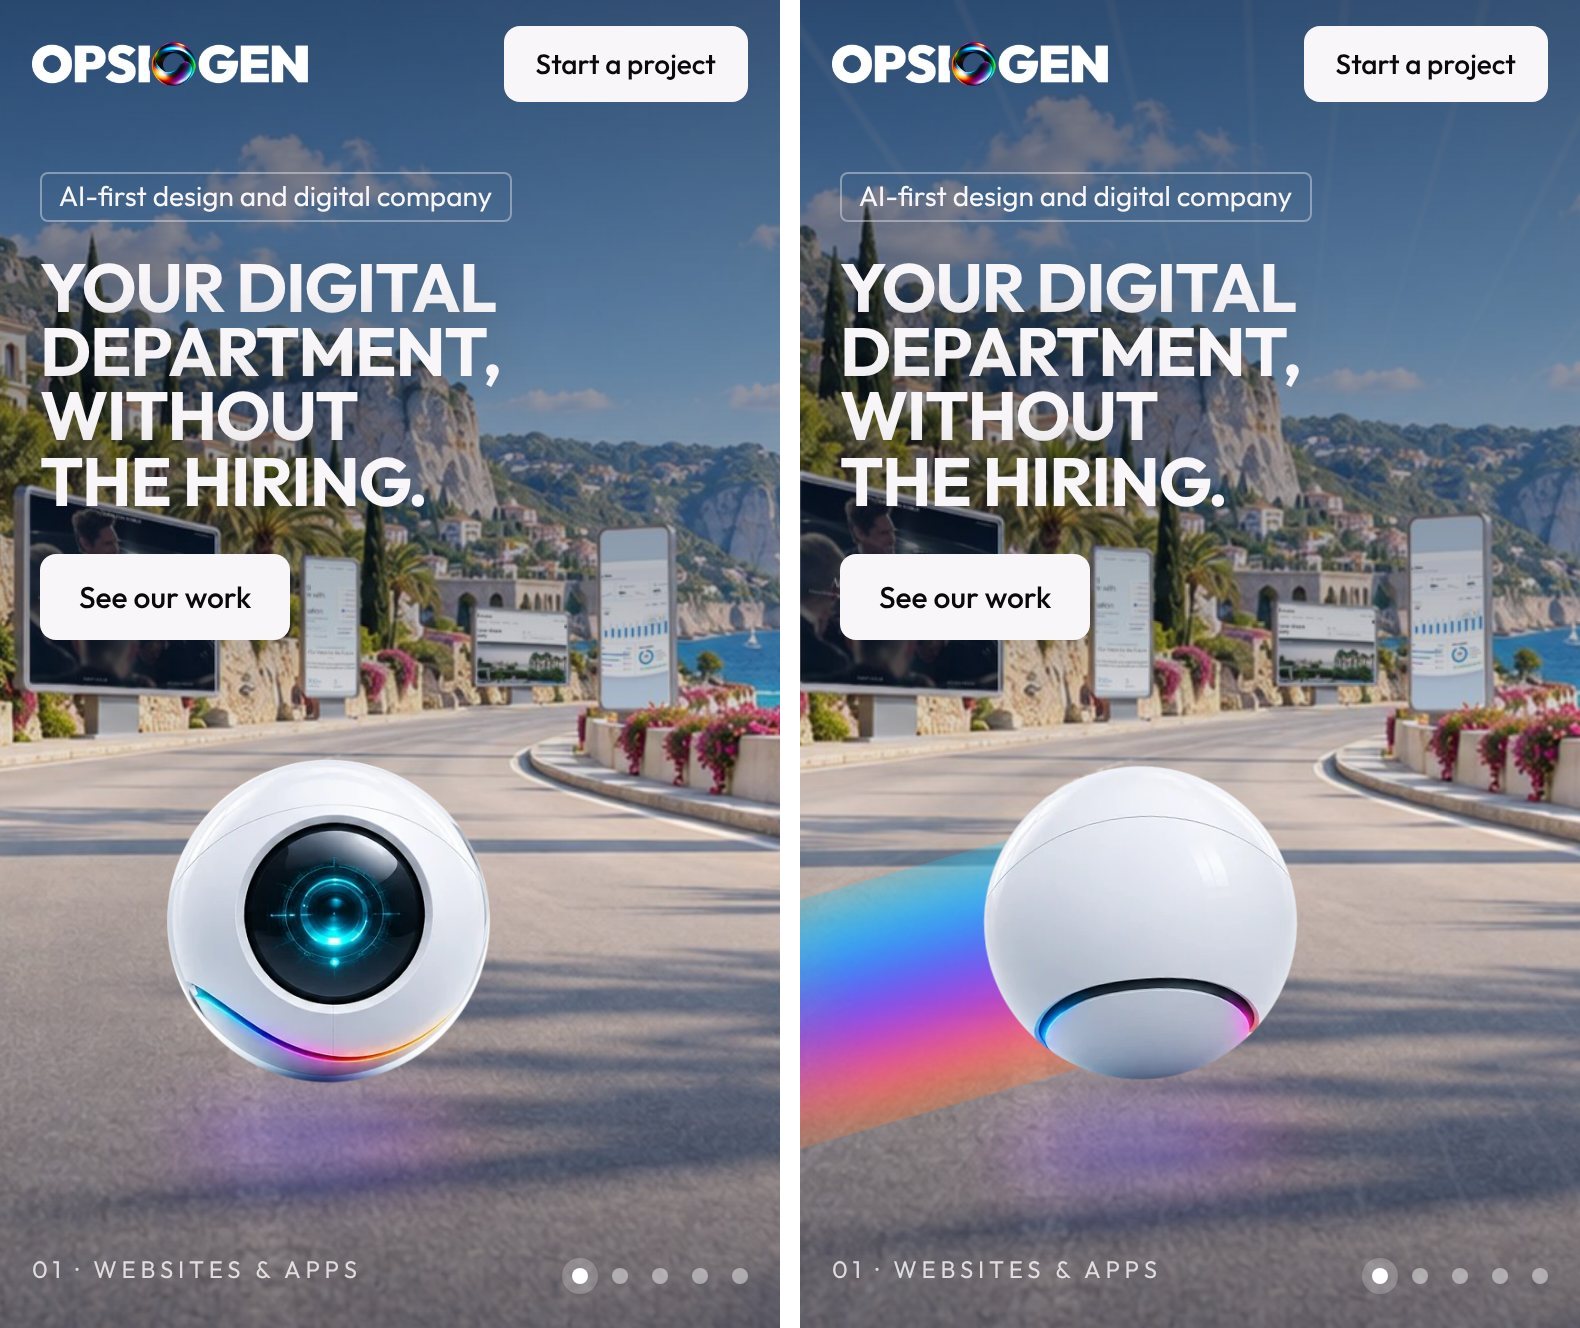 OPSIOGEN
Start a project
AI-first design and digital company
YOUR DIGITAL
DEPARTMENT,
WITHOUT
THE HIRING.
See our work
01 · WEBSITES & APPS
OPSIOGEN
Start a project
AI-first design and digital company
YOUR DIGITAL
DEPARTMENT,
WITHOUT
THE HIRING.
See our work
01 · WEBSITES & APPS